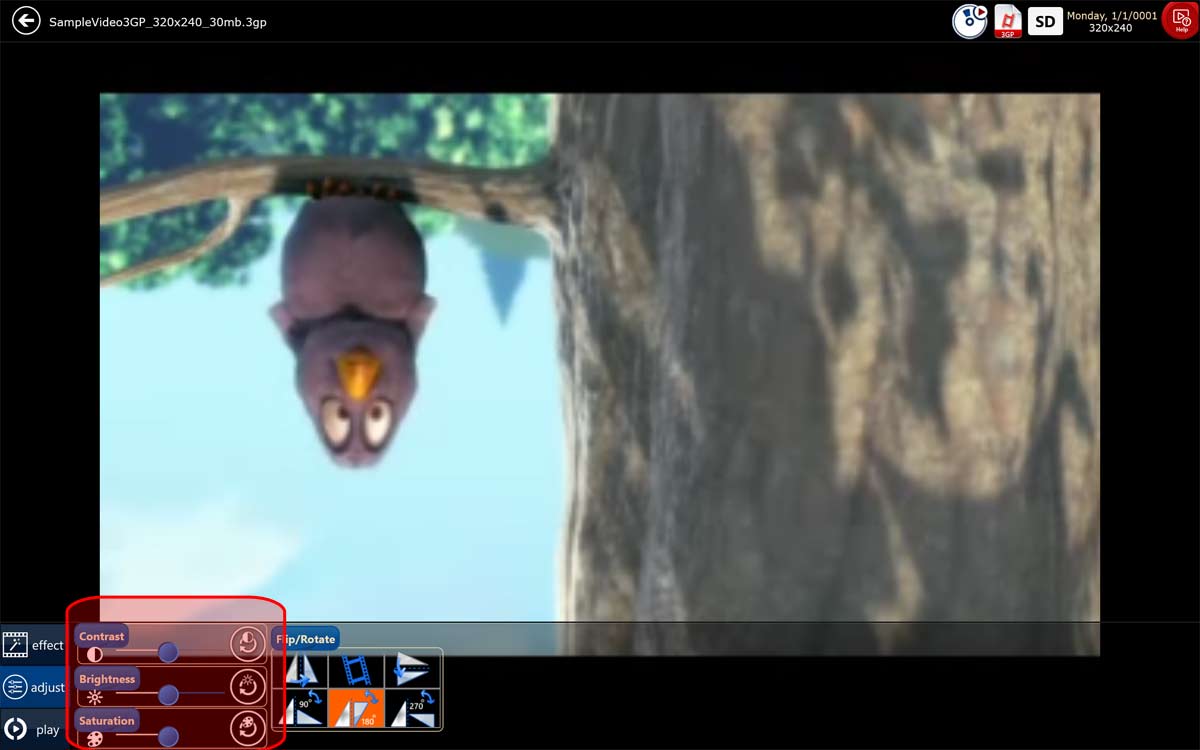 SampleVideo3GP_320x240_30mb.3gp
3GP
SD
Monday, 1/1/0001
320x240
Help
effect
adjust
play
Contrast
Brightness
Saturation
Flip/Rotate
90°
180°
270°